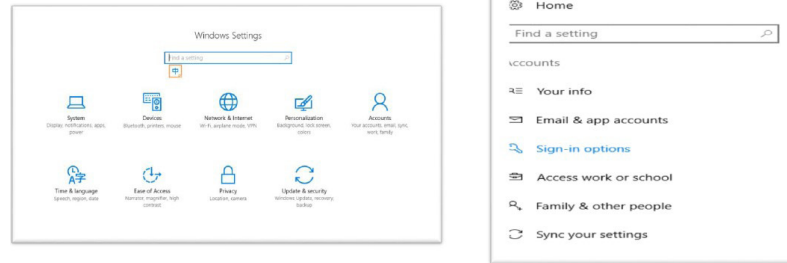 Windows Settings
Find a setting
中
System
Display, notifications, apps,
power
Devices
Bluetooth, printers, mouse
Network & Internet
Wi-Fi, airplane mode, VPN
Personalization
Background, lock screen,
colors
Accounts
Your accounts, email, sync,
work, family
Time & language
Speech, region, date
Ease of Access
Narrator, magnifier, high
contrast
Privacy
Location, camera
Update & security
Windows Update, recovery,
backup
Home
Find a setting
Accounts
Your info
Email & app accounts
Sign-in options
Access work or school
Family & other people
Sync your settings